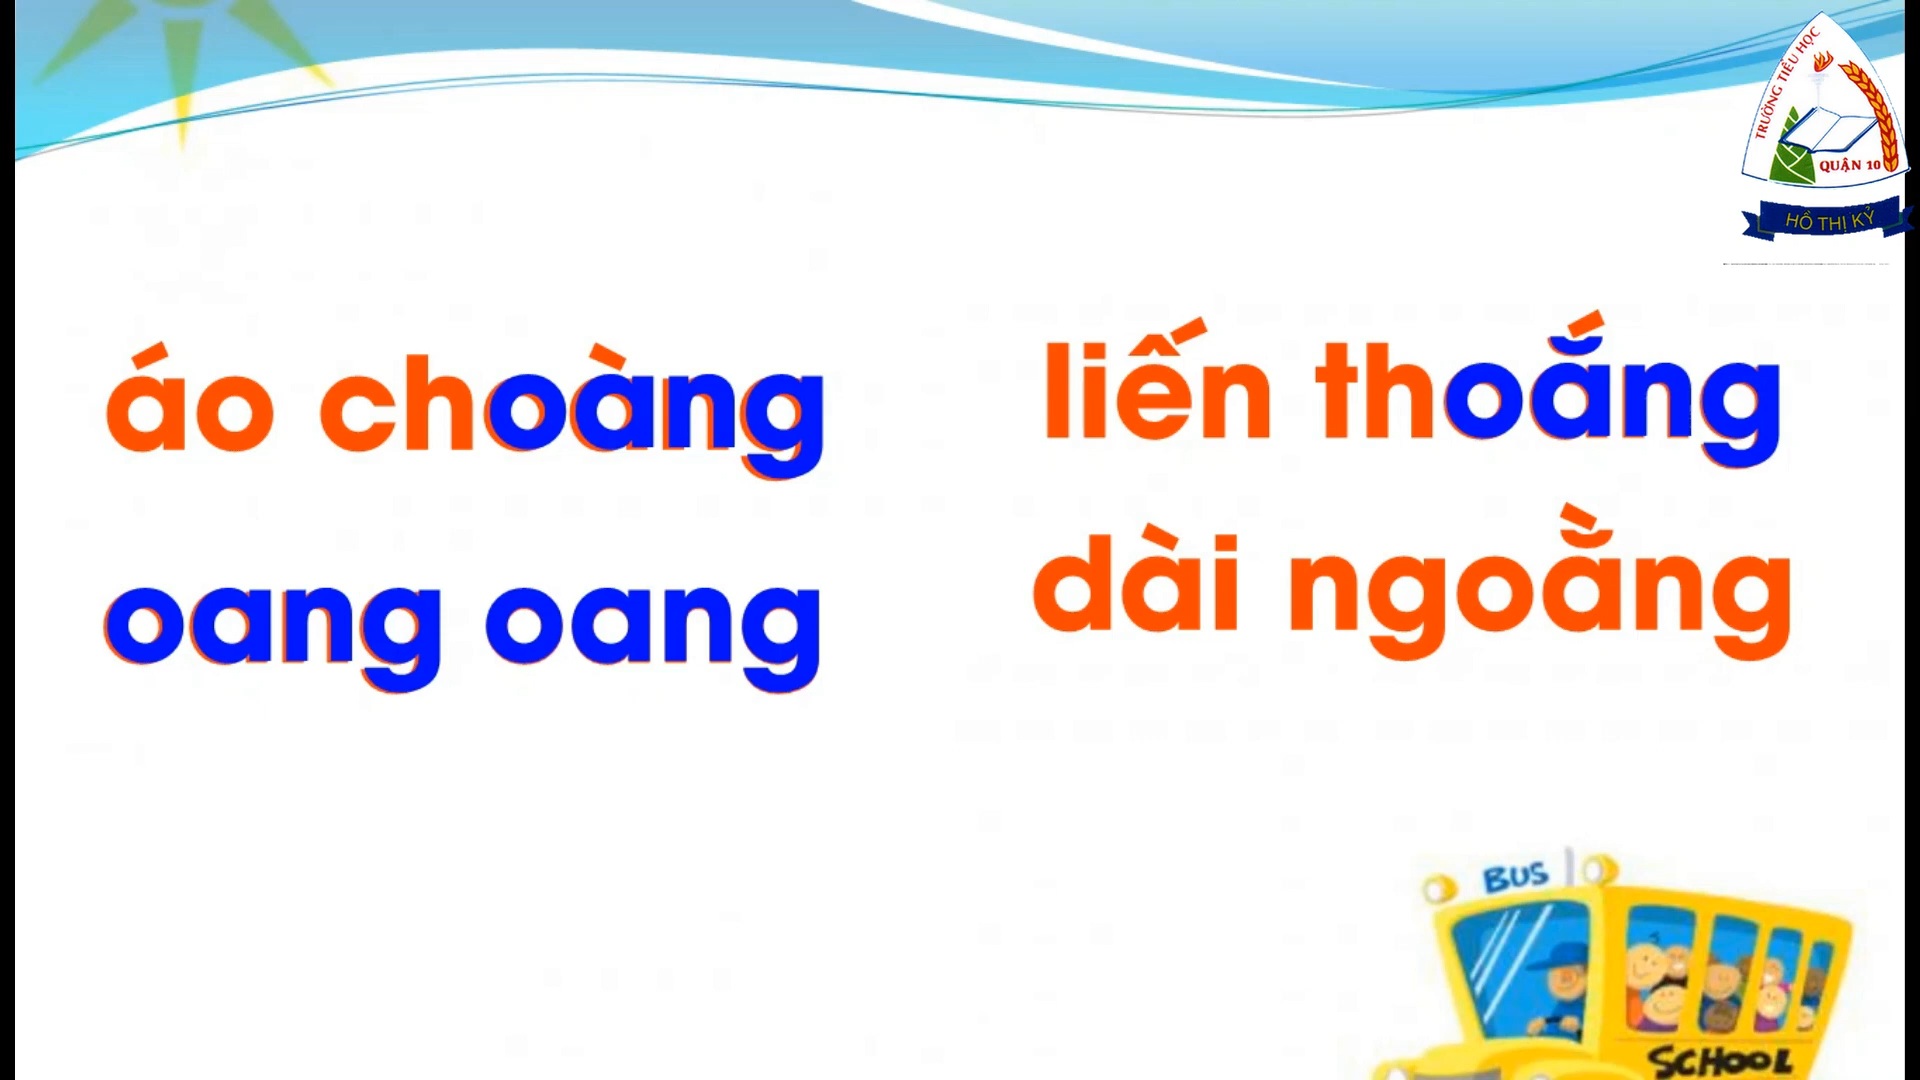 TRƯỜNG TIỂU HỌC
QUẬN 10
HỒ THỊ KỶ
áo choàng
oang oang
liến thoắng
dài ngoằng
BUS
SCHOOL